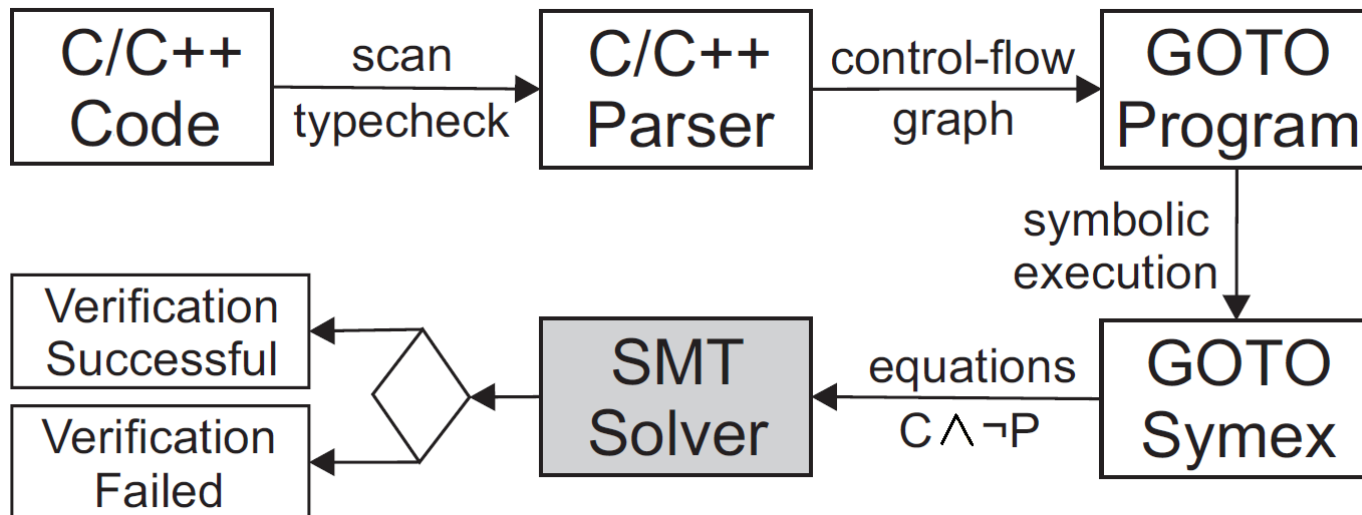 C/C++
Code
scan
typecheck
C/C++
Parser
control-flow
graph
GOTO
Program
symbolic
execution
GOTO
Symex
equations
C ∧ ¬P
SMT
Solver
Verification
Successful
Verification
Failed